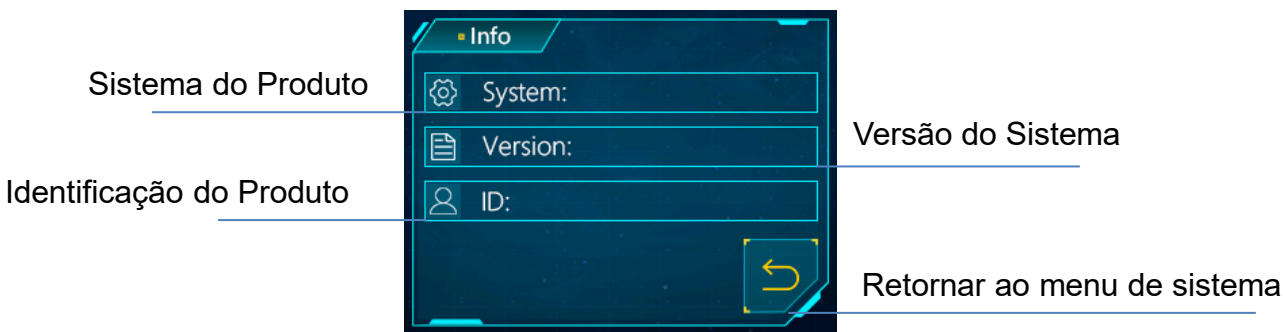 Info
Sistema do Produto
System:
Version:
Versão do Sistema
Identificação do Produto
ID:
Retornar ao menu de sistema